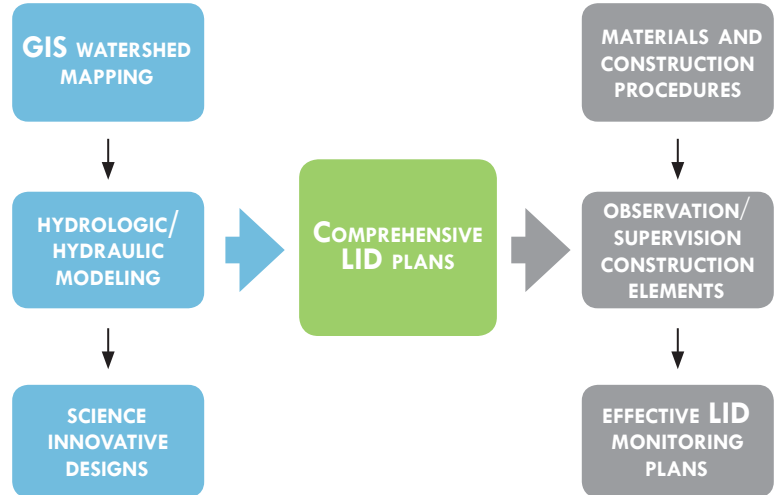 GIS WATERSHED
MAPPING
HYDROLOGIC/
HYDRAULIC
MODELING
SCIENCE
INNOVATIVE
DESIGNS
COMPREHENSIVE
LID PLANS
MATERIALS AND
CONSTRUCTION
PROCEDURES
OBSERVATION/
SUPERVISION
CONSTRUCTION
ELEMENTS
EFFECTIVE LID
MONITORING
PLANS